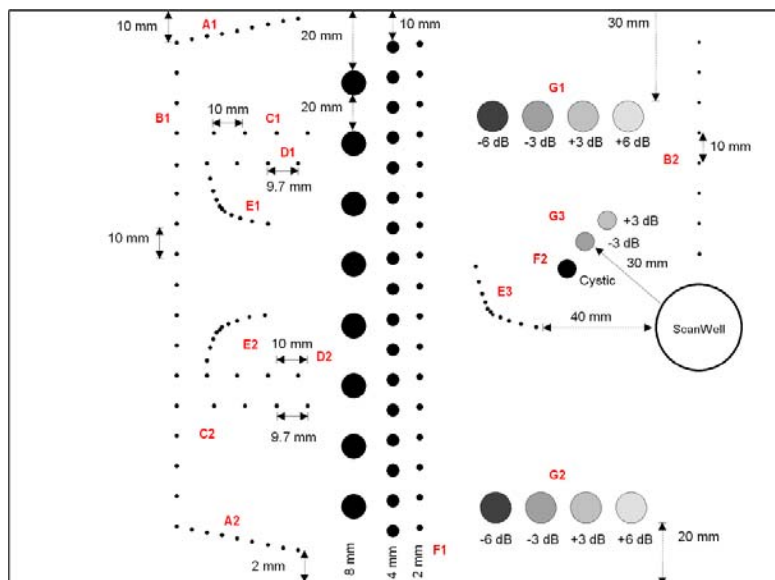 A1
10 mm
20 mm
10 mm
30 mm
G1
B1
10 mm
C1
20 mm
-6 dB
-3 dB
+3 dB
+6 dB
10 mm
B2
D1
9.7 mm
E1
G3
+3 dB
-3 dB
F2
30 mm
10 mm
Cystic
E3
40 mm
ScanWell
E2
10 mm
D2
C2
9.7 mm
G2
A2
-6 dB
-3 dB
+3 dB
+6 dB
20 mm
2 mm
8 mm
4 mm
2 mm
F1